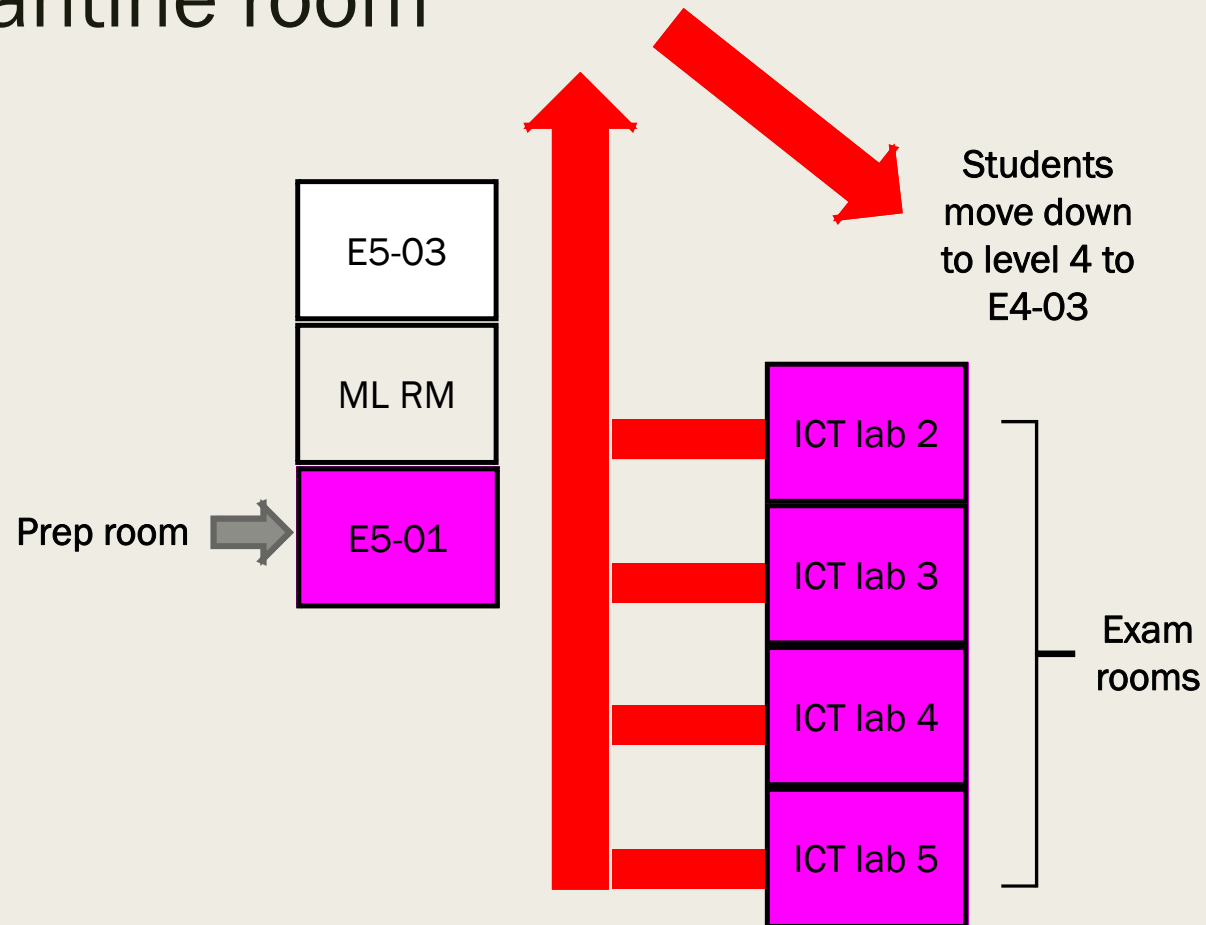 room
Students
move down
to level 4 to
E4-03
E5-03
ML RM
Prep room
E5-01
ICT lab 2
ICT lab 3
ICT lab 4
ICT lab 5
Exam
rooms